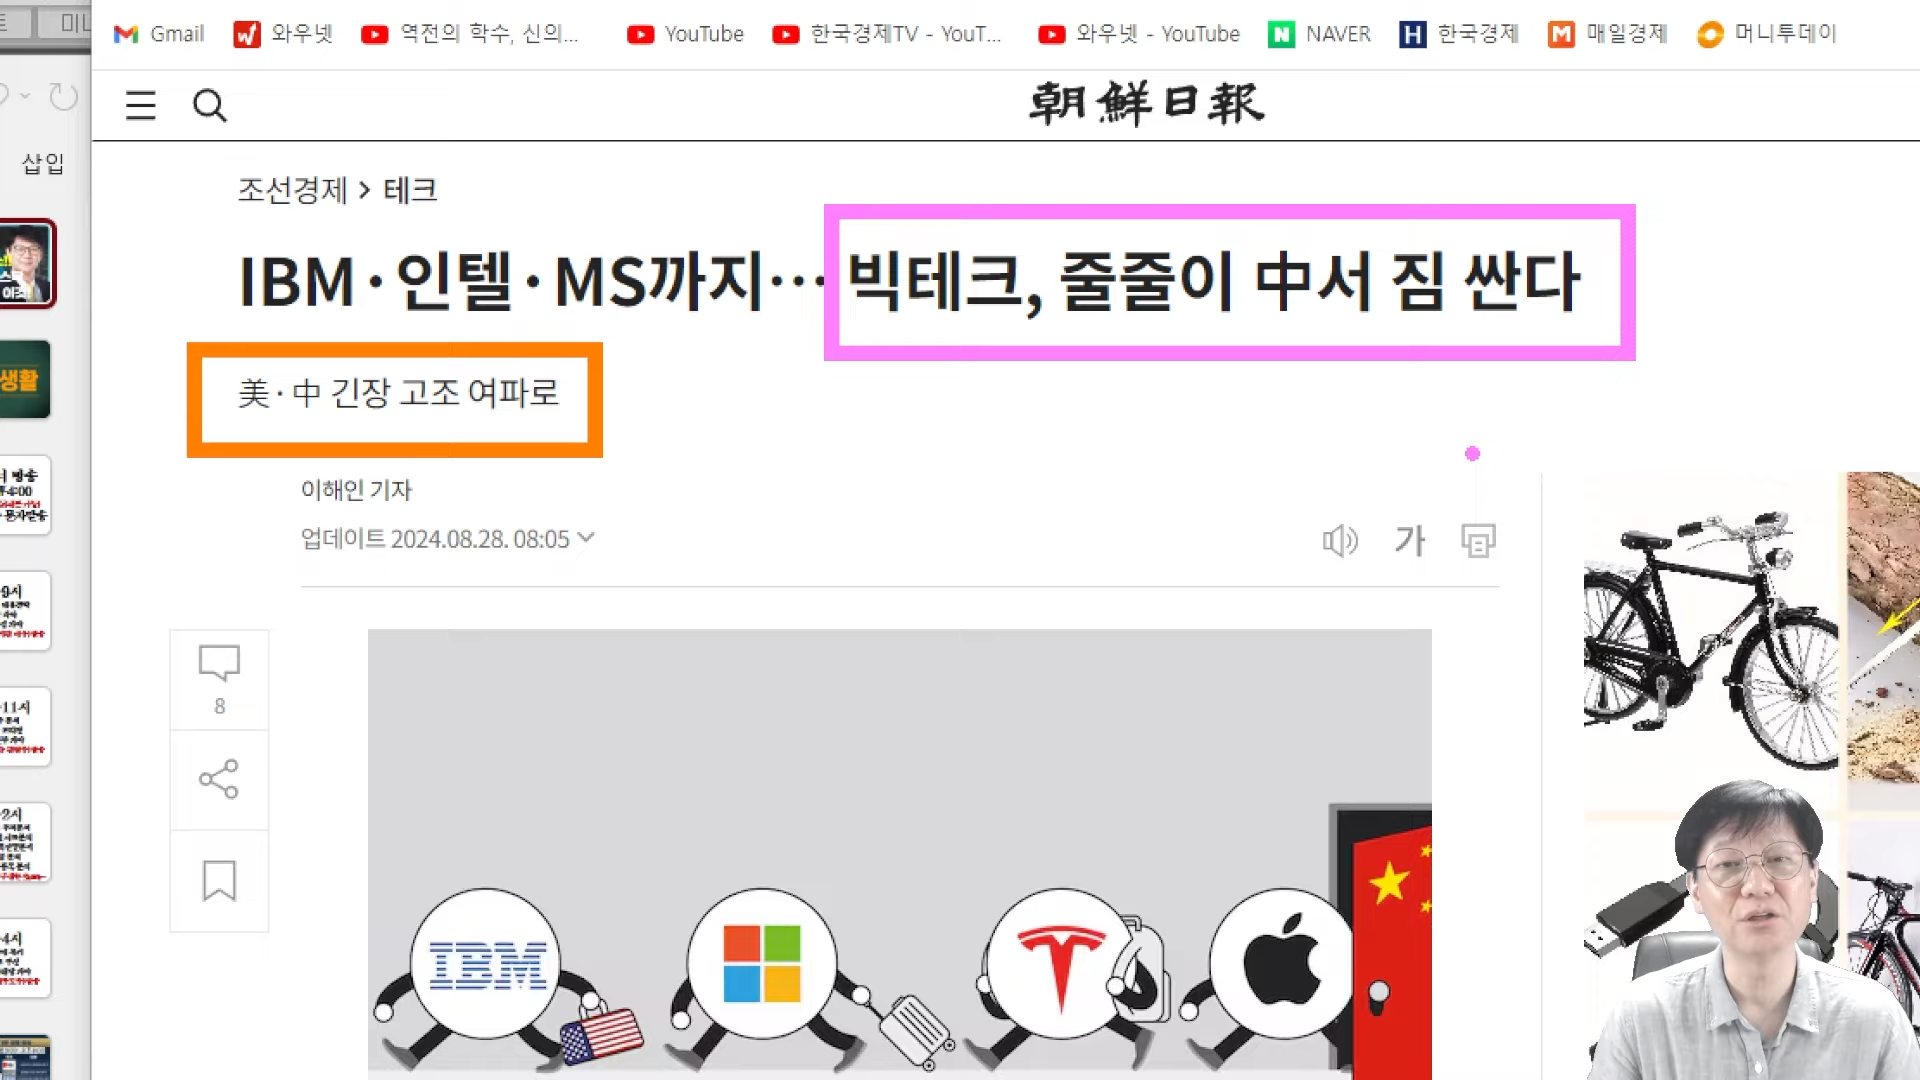 미니
Gmail
와우넷
역전의 학수, 신의...
YouTube
한국경제TV - YouT...
와우넷 - YouTube
NAVER
한국경제
매일경제
머니투데이
朝鮮日報
삽입
조선경제 > 테크
IBM·인텔·MS까지… 빅테크, 줄줄이 中서 짐 싼다
美·中 긴장 고조 여파로
생활
이해인 기자
업데이트 2024.08.28. 08:05
가
8
IBM